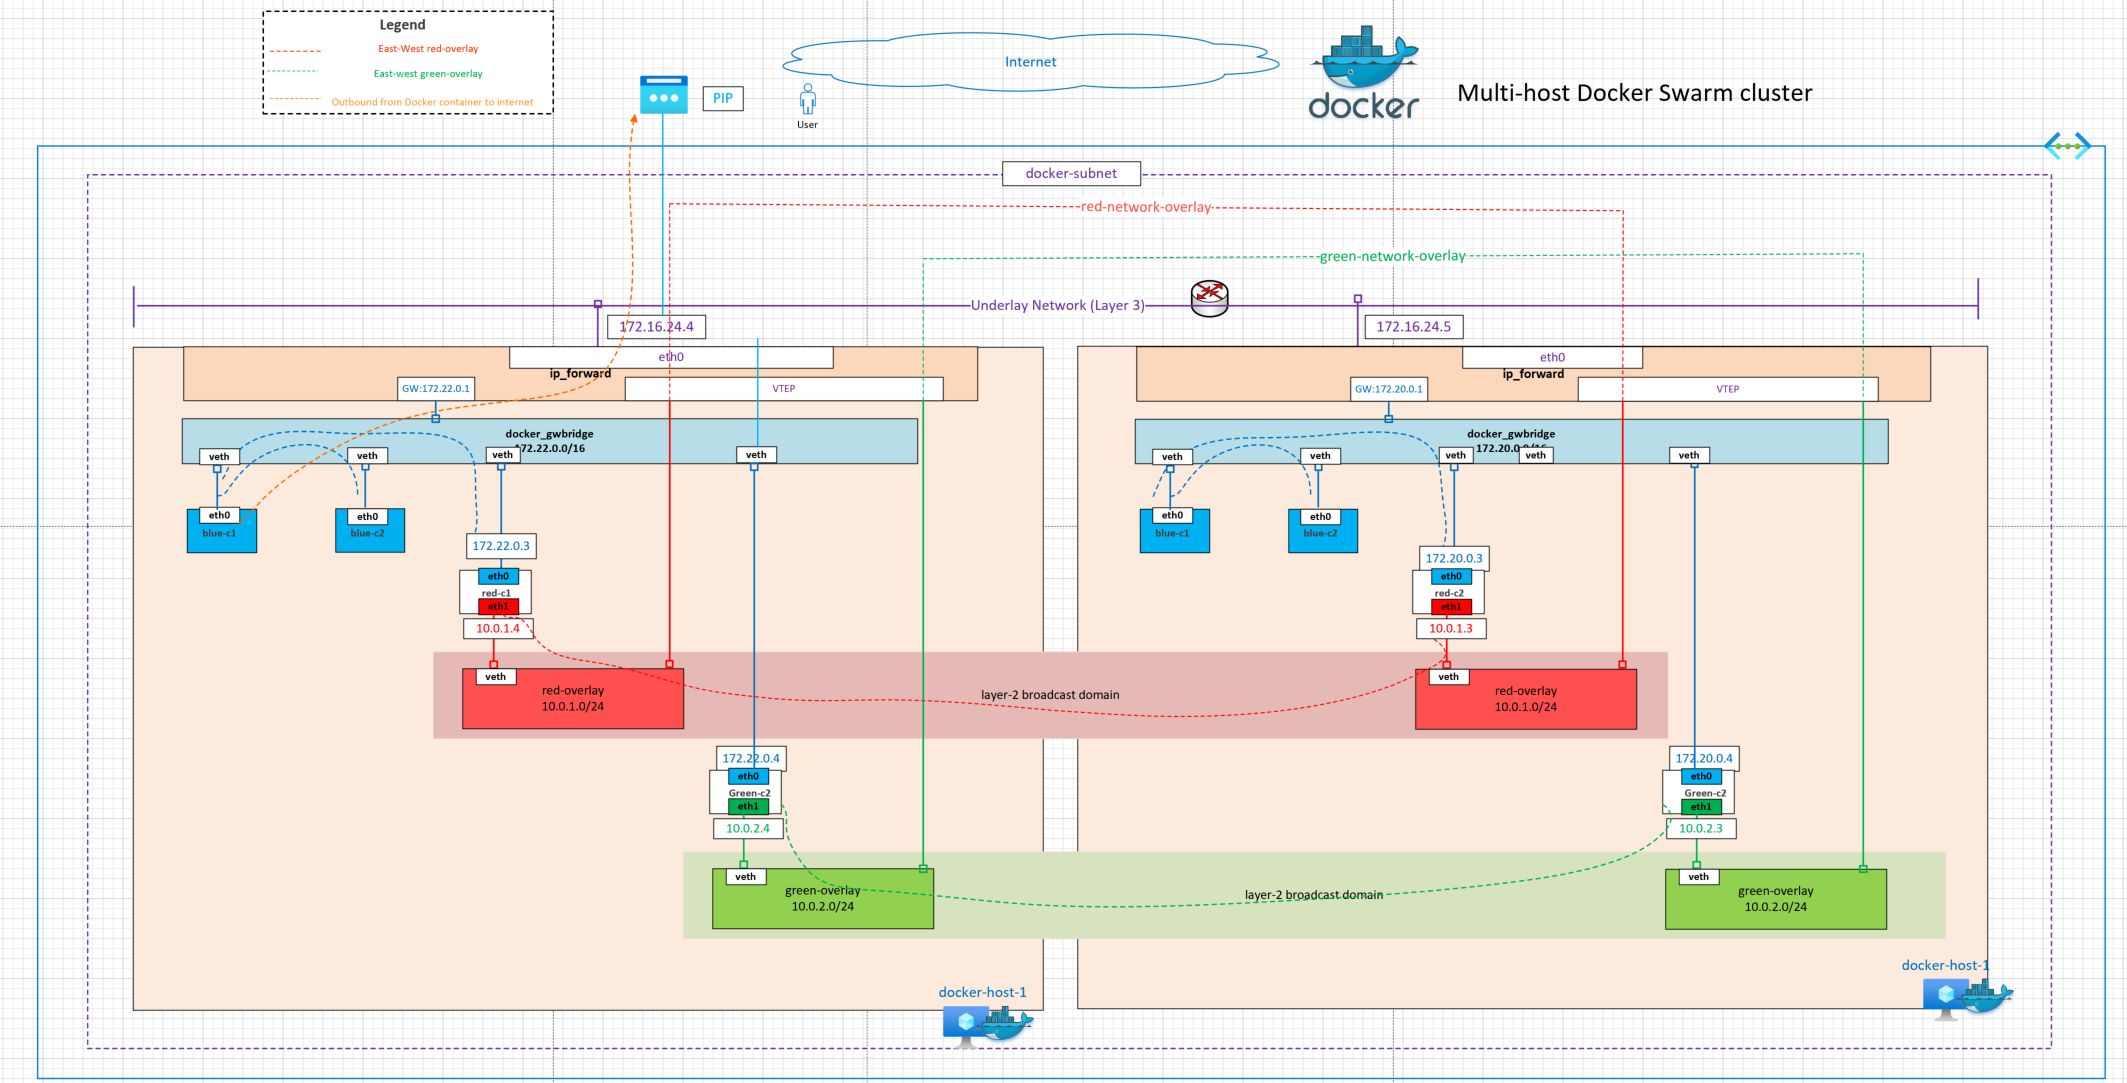 Legend
East-West red-overlay
East-west green-overlay
Outbound from Docker container to internet
PIP
User
Internet
docker
Multi-host Docker Swarm cluster
docker-subnet
red-network-overlay
green-network-overlay
Underlay Network (Layer 3)
172.16.24.4
172.16.24.5
eth0
ip_forward
GW:172.22.0.1
VTEP
docker_gwbridge
172.22.0.0/16
veth
veth
veth
veth
eth0
blue-c1
eth0
blue-c2
172.22.0.3
eth0
red-c1
eth1
10.0.1.4
veth
red-overlay
10.0.1.0/24
layer-2 broadcast domain
172.22.0.4
eth0
Green-c2
eth1
10.0.2.4
veth
green-overlay
10.0.2.0/24
layer-2 broadcast domain
docker-host-1
eth0
ip_forward
GW:172.20.0.1
VTEP
docker_gwbridge
172.20.0.0/16
veth
veth
veth
veth
veth
eth0
blue-c1
eth0
blue-c2
172.20.0.3
eth0
red-c2
eth1
10.0.1.3
veth
red-overlay
10.0.1.0/24
172.20.0.4
eth0
Green-c2
eth1
10.0.2.3
veth
green-overlay
10.0.2.0/24
docker-host-1